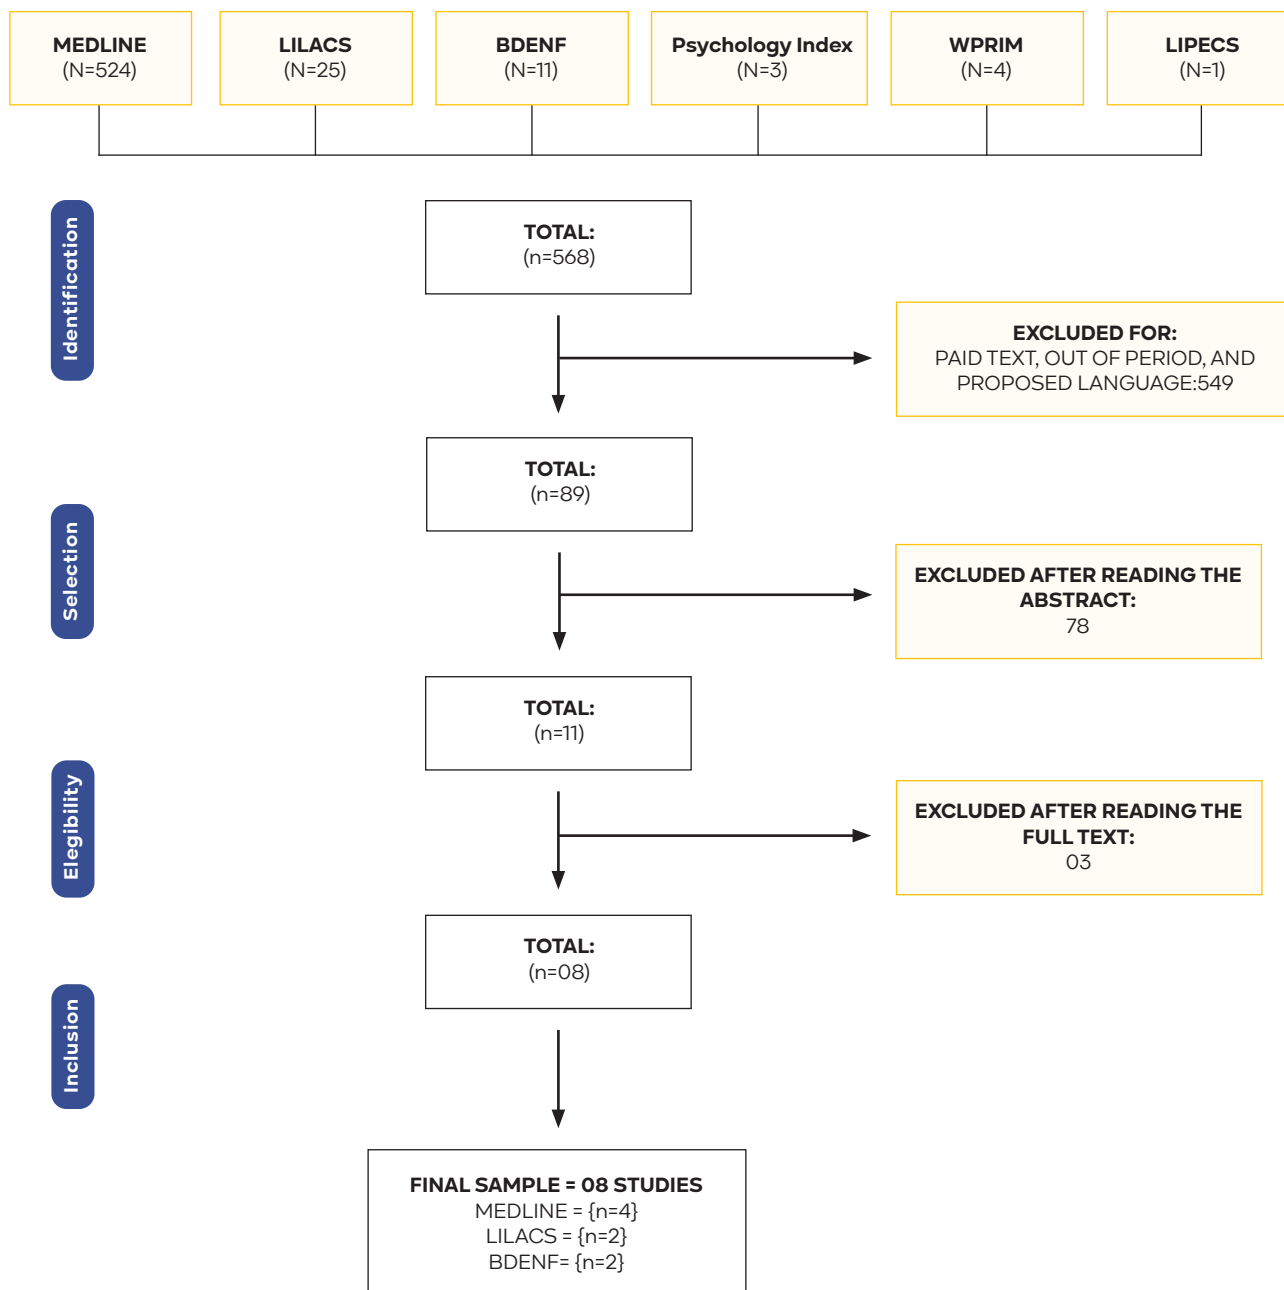 MEDLINE
(N=524)
LILACS
(N=25)
BDENF
(N=11)
Psychology Index
(N=3)
WPRIM
(N=4)
LIPECS
(N=1)
Identification
TOTAL:
(n=568)
EXCLUDED FOR:
PAID TEXT, OUT OF PERIOD, AND
PROPOSED LANGUAGE:549
TOTAL:
(n=89)
Selection
EXCLUDED AFTER READING THE
ABSTRACT:
78
TOTAL:
(n=11)
Elegibility
EXCLUDED AFTER READING THE
FULL TEXT:
03
TOTAL:
(n=08)
Inclusion
FINAL SAMPLE = 08 STUDIES
MEDLINE = {n=4}
LILACS = {n=2}
BDENF= {n=2}